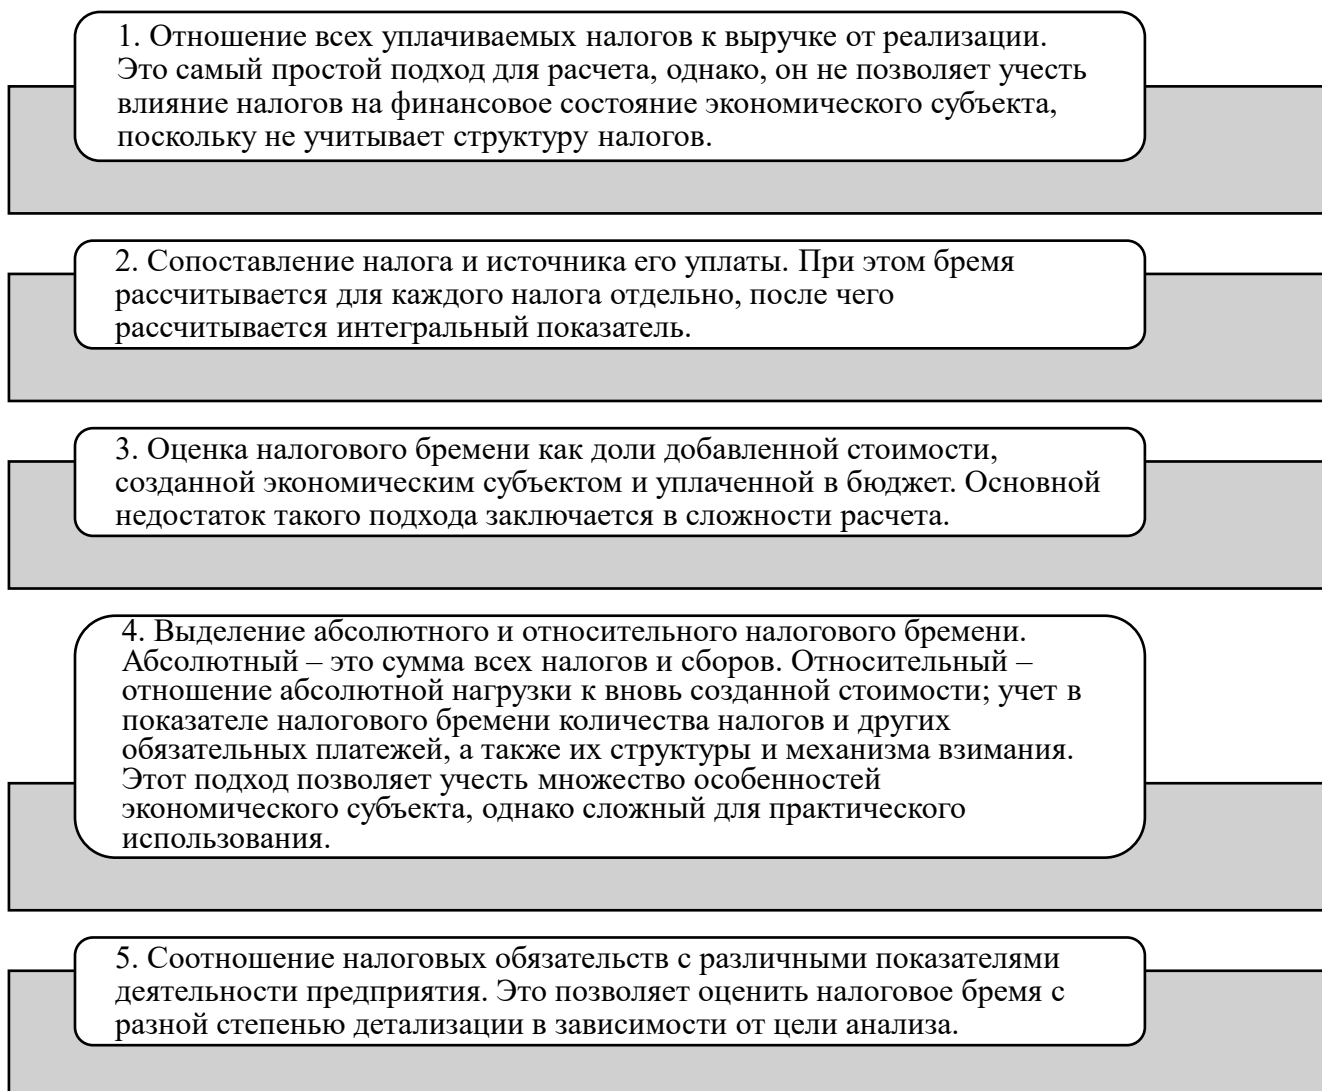 1. Отношение всех уплачиваемых налогов к выручке от реализации.
Это самый простой подход для расчета, однако, он не позволяет учесть
влияние налогов на финансовое состояние экономического субъекта,
поскольку не учитывает структуру налогов.
2. Сопоставление налога и источника его уплаты. При этом бремя
рассчитывается для каждого налога отдельно, после чего
рассчитывается интегральный показатель.
3. Оценка налогового бремени как доли добавленной стоимости,
созданной экономическим субъектом и уплаченной в бюджет. Основной
недостаток такого подхода заключается в сложности расчета.
4. Выделение абсолютного и относительного налогового бремени.
Абсолютный – это сумма всех налогов и сборов. Относительный –
отношение абсолютной нагрузки к вновь созданной стоимости; учет в
показателе налогового бремени количества налогов и других
обязательных платежей, а также их структуры и механизма взимания.
Этот подход позволяет учесть множество особенностей
экономического субъекта, однако сложный для практического
использования.
5. Соотношение налоговых обязательств с различными показателями
деятельности предприятия. Это позволяет оценить налоговое бремя с
разной степенью детализации в зависимости от цели анализа.